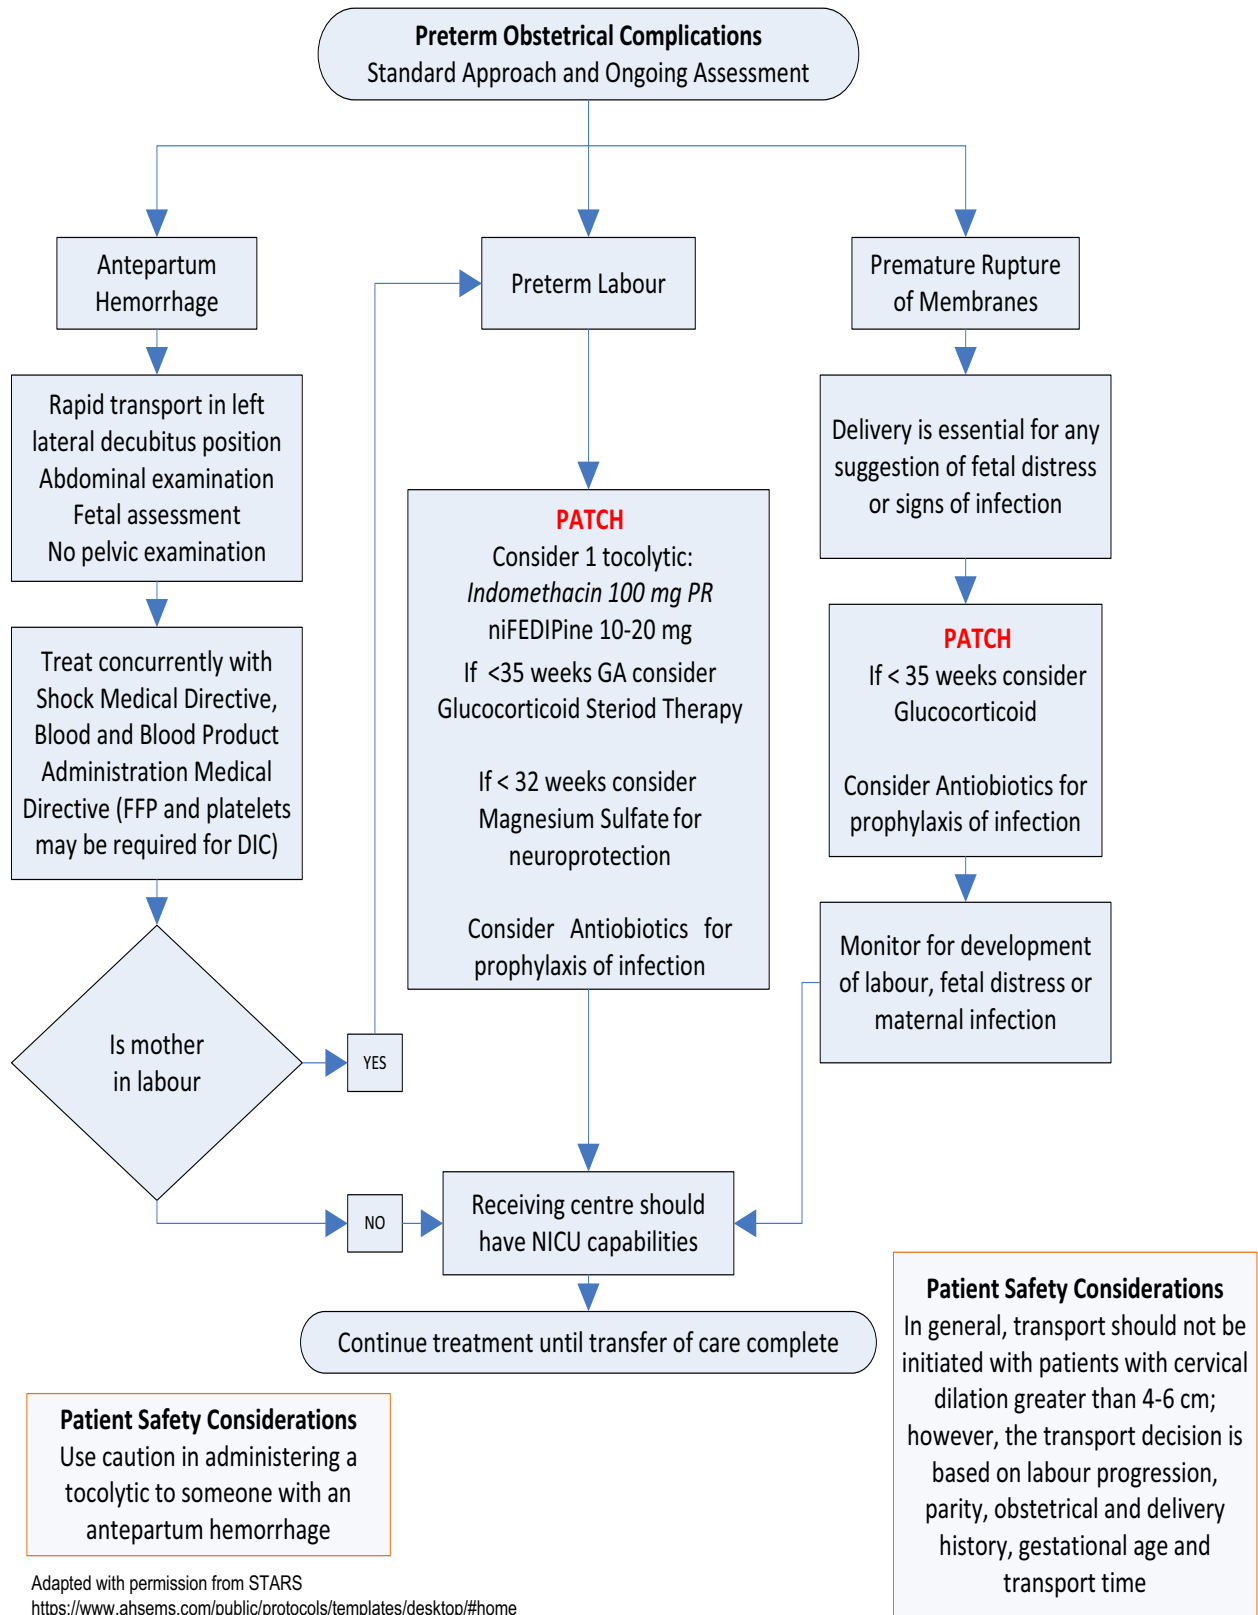 Preterm Obstetrical Complications
Standard Approach and Ongoing Assessment
Antepartum
Hemorrhage
Preterm Labour
Premature Rupture
of Membranes
Rapid transport in left
lateral decubitus position
Abdominal examination
Fetal assessment
No pelvic examination
Delivery is essential for any
suggestion of fetal distress
or signs of infection
PATCH
Consider 1 tocolytic:
Indomethacin 100 mg PR
niFEDIPine 10-20 mg
If <35 weeks GA consider
Glucocorticoid Steriod Therapy
If < 32 weeks consider
Magnesium Sulfate for
neuroprotection
Consider Antiobiotics for
prophylaxis of infection
PATCH
If < 35 weeks consider
Glucocorticoid
Consider Antiobiotics for
prophylaxis of infection
Treat concurrently with
Shock Medical Directive,
Blood and Blood Product
Administration Medical
Directive (FFP and platelets
may be required for DIC)
Monitor for development
of labour, fetal distress or
maternal infection
Is mother
in labour
YES
NO
Receiving centre should
have NICU capabilities
Continue treatment until transfer of care complete
Patient Safety Considerations
In general, transport should not be
initiated with patients with cervical
dilation greater than 4-6 cm;
however, the transport decision is
based on labour progression,
parity, obstetrical and delivery
history, gestational age and
transport time
Patient Safety Considerations
Use caution in administering a
tocolytic to someone with an
antepartum hemorrhage
Adapted with permission from STARS
https://www.ahsems.com/public/protocols/templates/desktop/#home